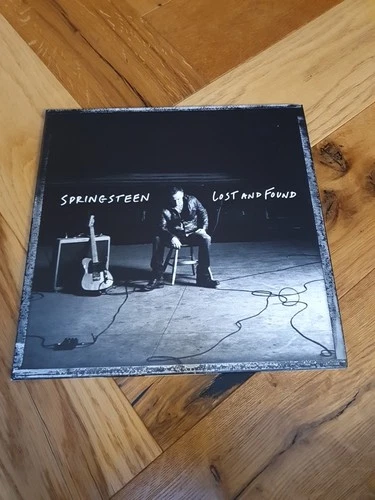 SPRINGSTEEN LOST AND FOUND